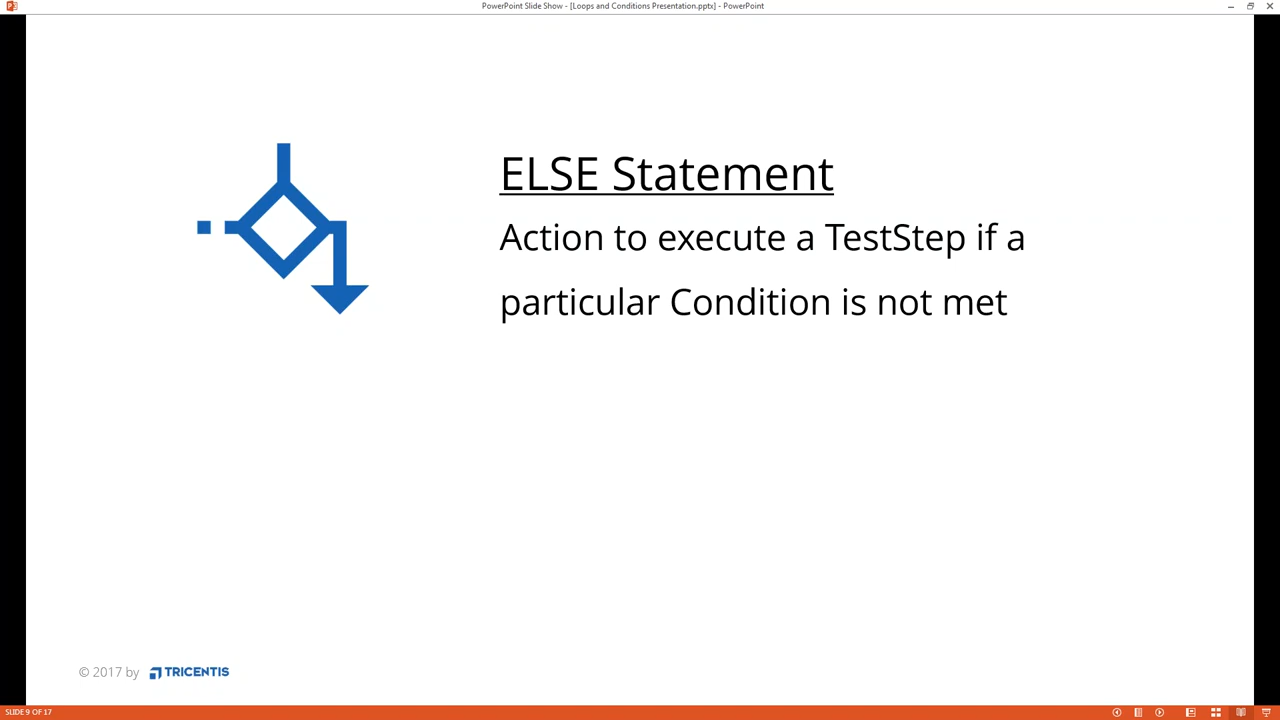 PowerPoint Slide Show - [Loops and Conditions Presentation.pptx] - PowerPoint
ELSE Statement
Action to execute a TestStep if a
particular Condition is not met
© 2017 by TRICENTIS
SLIDE 9 OF 17